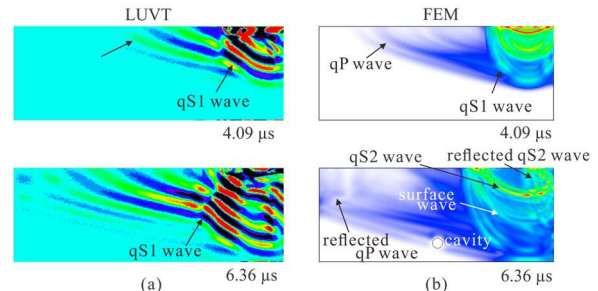 LUVT
FEM
qP wave
qS1 wave
qS1 wave
4.09 μs
4.09 μs
qS2 wave
reflected qS2 wave
surface
wave
qS1 wave
reflected
qP wave
cavity
6.36 μs
6.36 μs
(a)
(b)